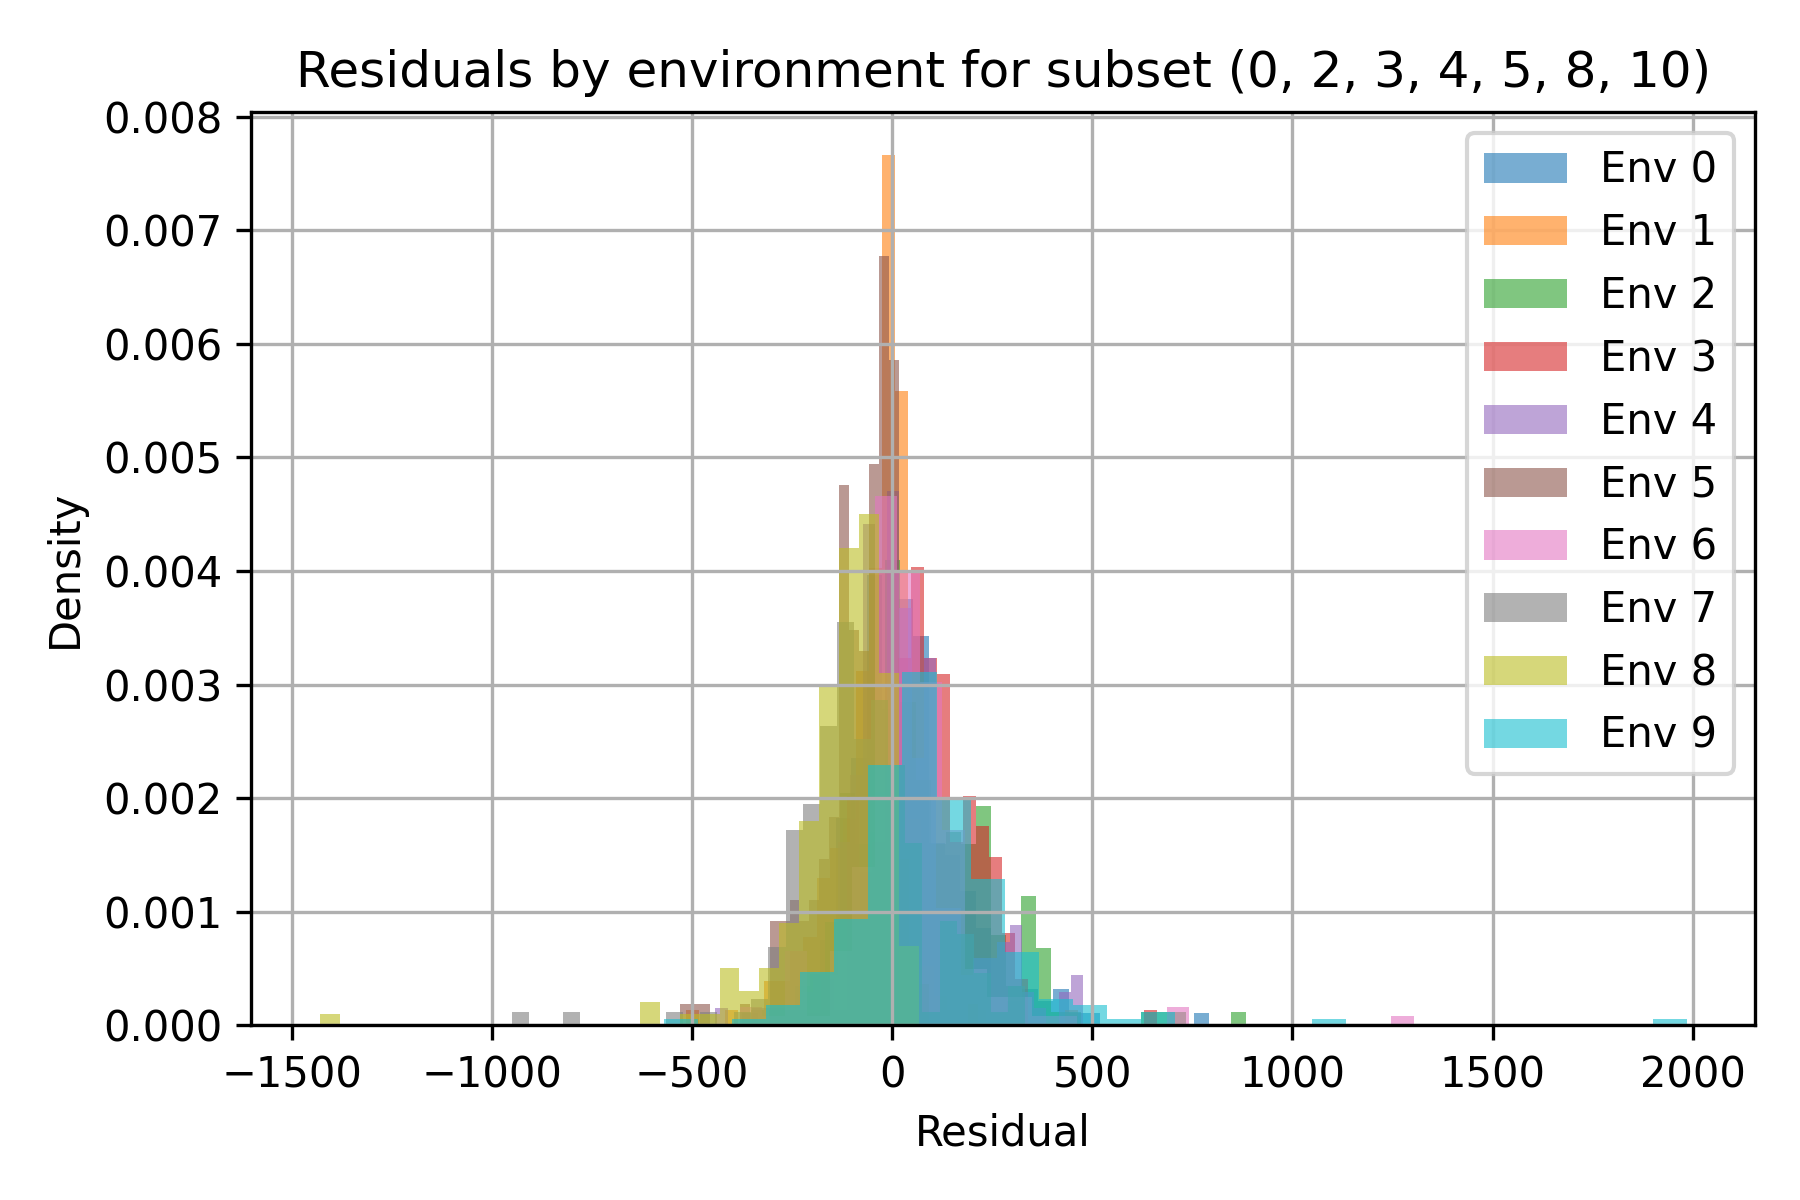 Residuals by environment for subset (0, 2, 3, 4, 5, 8, 10)
0.008
0.007
0.006
0.005
0.004
0.003
0.002
0.001
0.000
Density
−1500
−1000
−500
0
500
1000
1500
2000
Residual
Env 0
Env 1
Env 2
Env 3
Env 4
Env 5
Env 6
Env 7
Env 8
Env 9